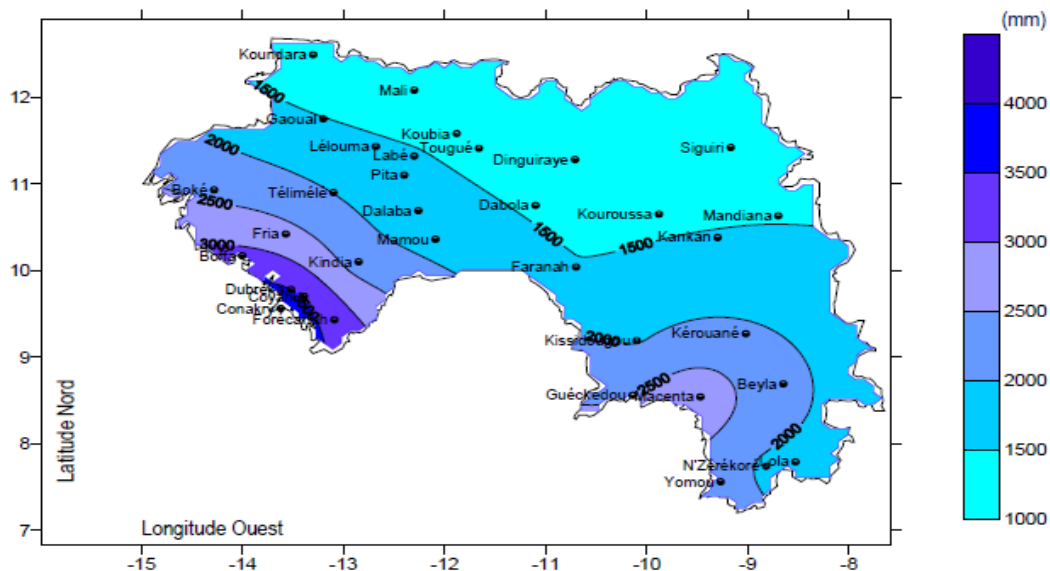 (mm)
Koundara
12
Mali
4000
1500
Gaoual
Koubia
2000
Lélouma
Tougué
Siguiri
Labé
Dinguiraye
3500
11
Pita
Boké
Télimélé
2500
Dabola
Dalaba
Kouroussa
Mandiana
3000
Fria
1500
1500
Mamou
Kankan
3000
Boffa
Kindia
10
Faranah
2500
Dubréka
Coyah
Conakry
Forécariah
2000
Kérouané
9
Kissidougou
2000
2500
Beyla
Guéckedou
Macenta
1500
8
2000
N'Zérékoré
Lola
Yomou
Latitude Nord
7
Longitude Ouest
1000
-15
-14
-13
-12
-11
-10
-9
-8